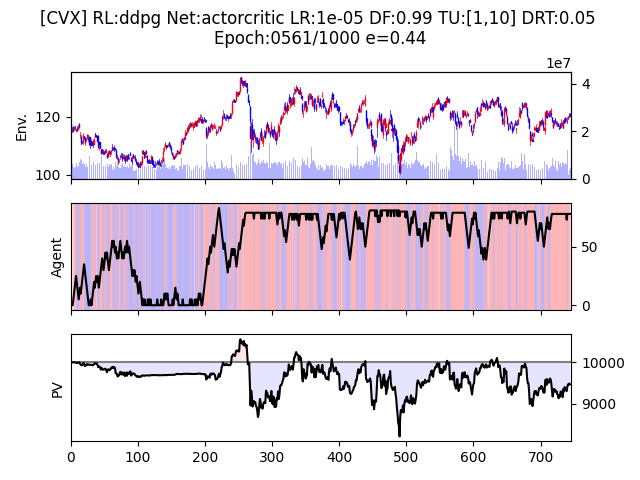 [CVX] RL:ddpg Net:actorcritic LR:1e-05 DF:0.99 TU:[1,10] DRT:0.05
Epoch:0561/1000 e=0.44
1e7
Env.
120
100
4
2
0
Agent
50
0
PV
10000
9000
0 100 200 300 400 500 600 700